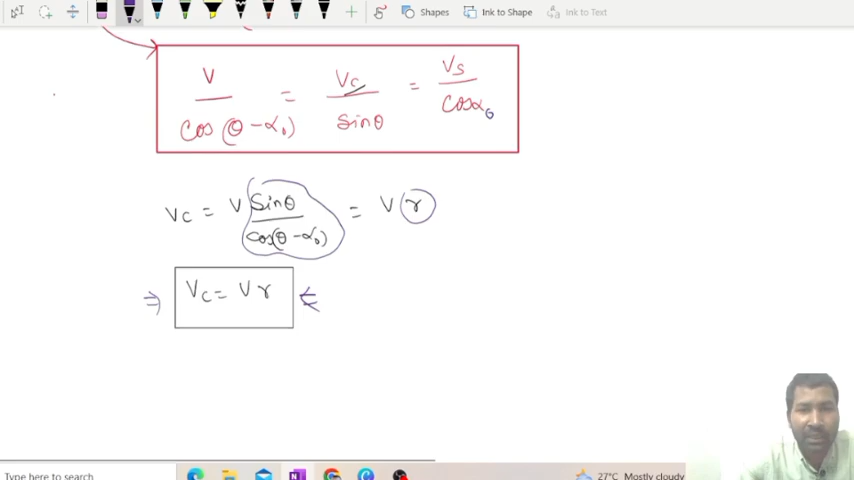 Shapes Ink to Shape Ink to Text
V/cos(θ-α₀) = Vc/sinθ = Vs/cosα₀
Vc = V sinθ/cos(θ-α₀) = V r
⇒ Vc = V r ⇐
Type here to search 27°C Mostly cloudy